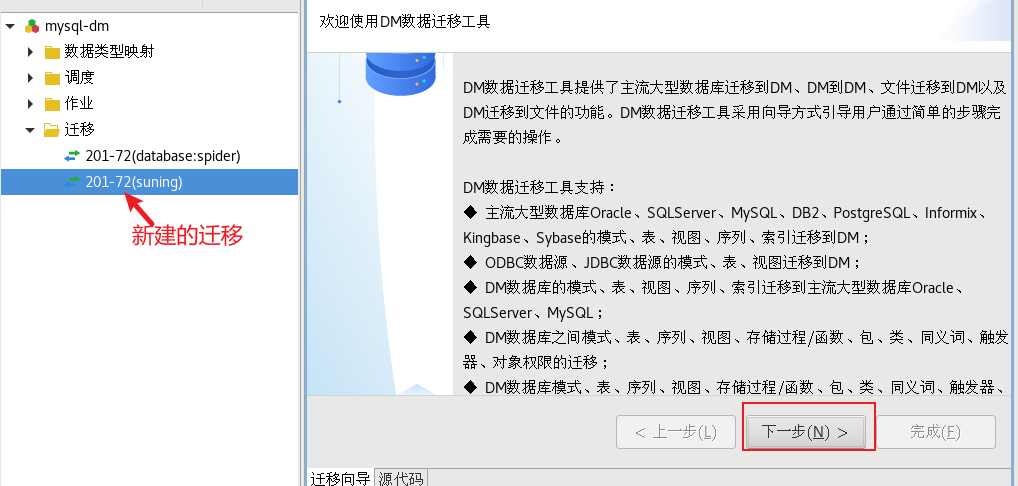 mysql-dm
数据类型映射
调度
作业
迁移
201-72(database:spider)
201-72(suning)
新建的迁移
欢迎使用DM数据迁移工具
DM数据迁移工具提供了主流大型数据库迁移到DM、DM到DM、文件迁移到DM以及
DM迁移到文件的功能。DM数据迁移工具采用向导方式引导用户通过简单的步骤完
成需要的操作。
DM数据迁移工具支持：
◆ 主流大型数据库Oracle、SQLServer、MySQL、DB2、PostgreSQL、Informix、
Kingbase、Sybase的模式、表、视图、序列、索引迁移到DM；
◆ ODBC数据源、JDBC数据源的模式、表、视图迁移到DM；
◆ DM数据库的模式、表、视图、序列、索引迁移到主流大型数据库Oracle、
SQLServer、MySQL；
◆ DM数据库之间模式、表、序列、视图、存储过程/函数、包、类、同义词、触发
器、对象权限的迁移；
◆ DM数据库模式、表、序列、视图、存储过程/函数、包、类、同义词、触发器、
< 上一步(L)
下一步(N) >
完成(F)
迁移向导
源代码